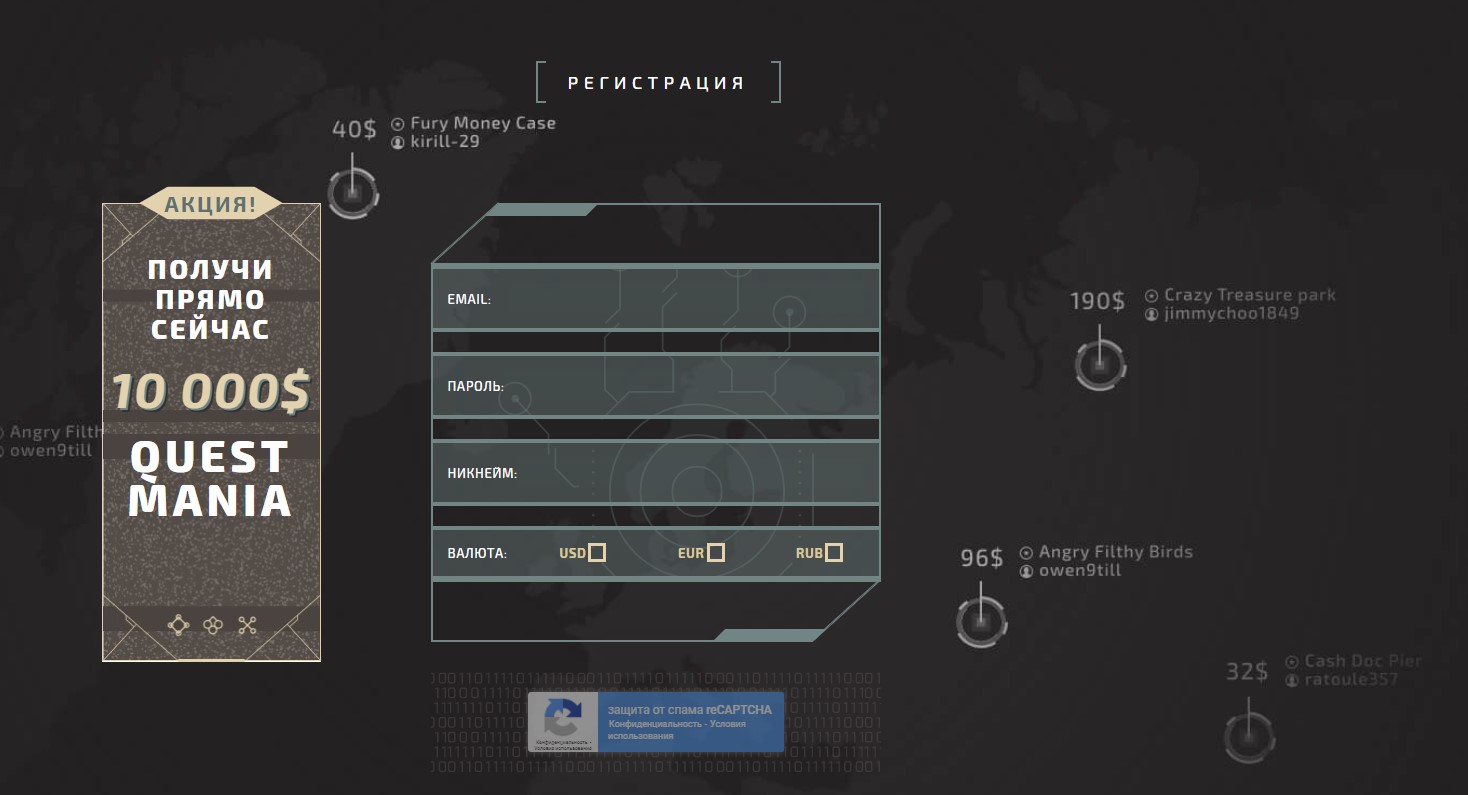 РЕГИСТРАЦИЯ
40$
Fury Money Case
kirill-29
АКЦИЯ!
ПОЛУЧИ
ПРЯМО
СЕЙЧАС
10 000$
QUEST
MANIA
Angry Filth
owen9till
EMAIL:
ПАРОЛЬ:
НИКНЕЙМ:
ВАЛЮТА:
USD
EUR
RUB
190$
Crazy Treasure park
jimmychoo1849
96$
Angry Filthy Birds
owen9till
32$
Cash Doc Pier
ratoule357
защита от спама reCAPTCHA
Конфиденциальность - Условия
использования
Конфиденциальность -
Условия использования